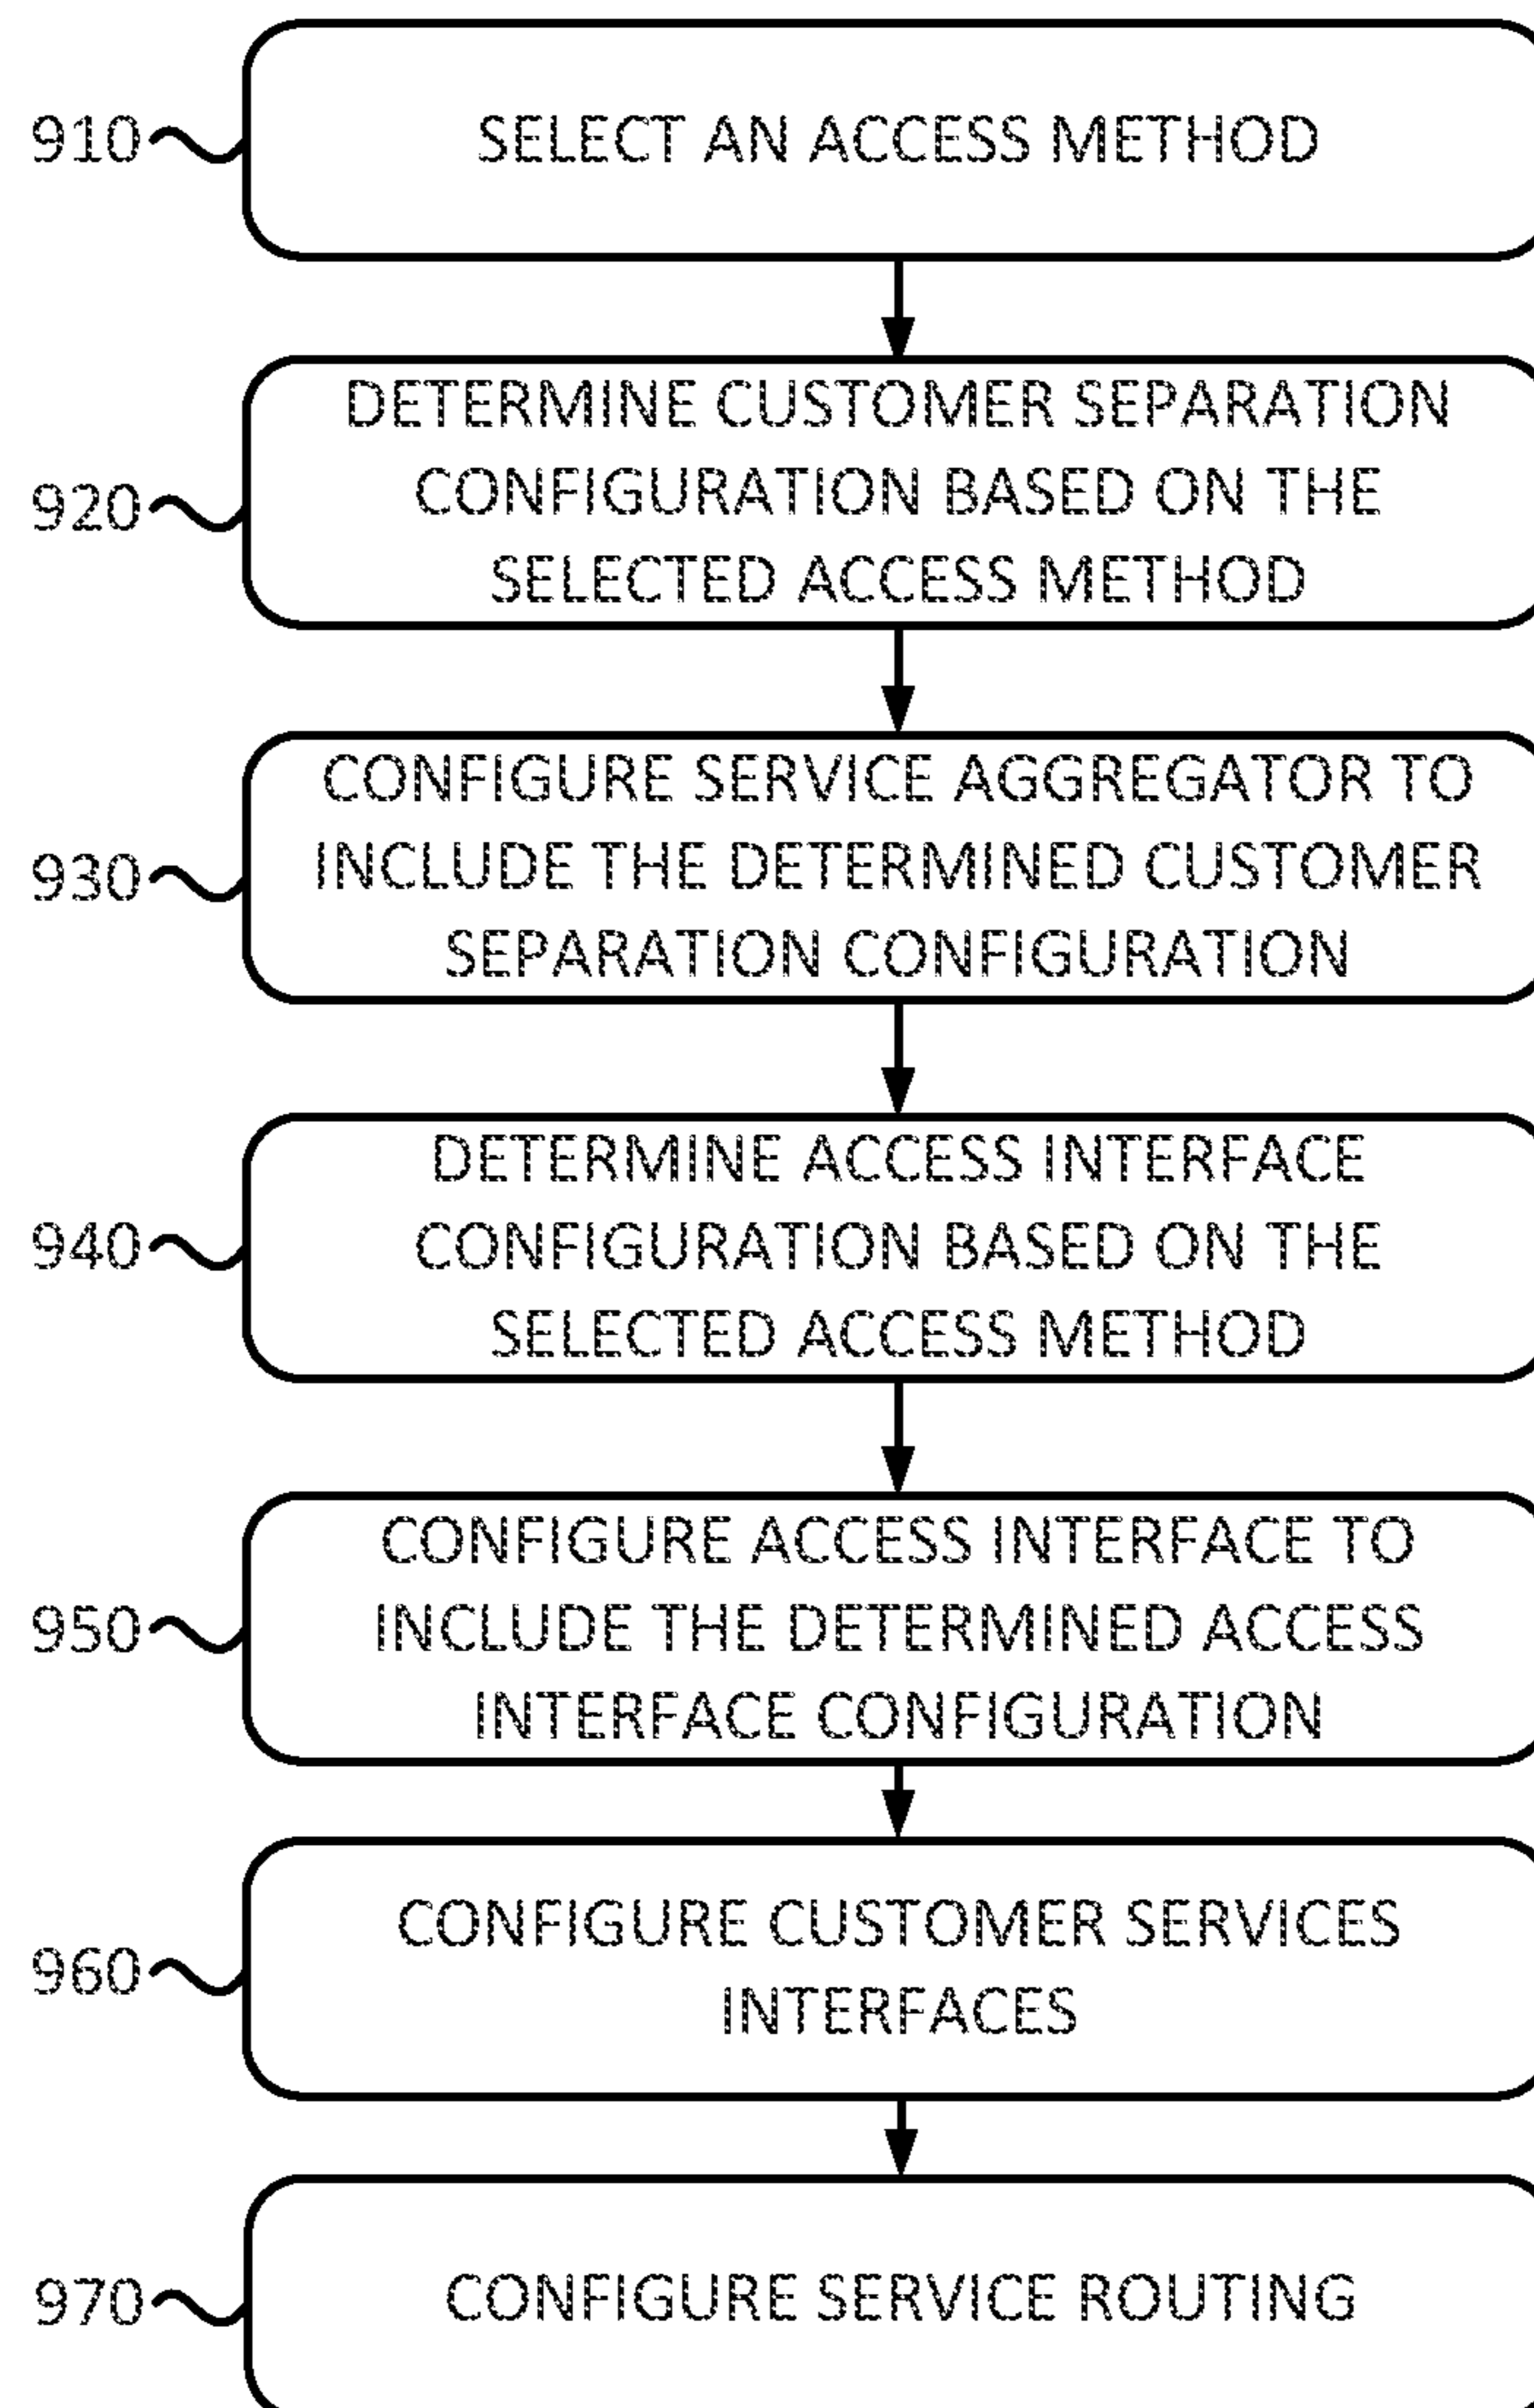 910
SELECT AN ACCESS METHOD
920
DETERMINE CUSTOMER SEPARATION
CONFIGURATION BASED ON THE
SELECTED ACCESS METHOD
930
CONFIGURE SERVICE AGGREGATOR TO
INCLUDE THE DETERMINED CUSTOMER
SEPARATION CONFIGURATION
940
DETERMINE ACCESS INTERFACE
CONFIGURATION BASED ON THE
SELECTED ACCESS METHOD
950
CONFIGURE ACCESS INTERFACE TO
INCLUDE THE DETERMINED ACCESS
INTERFACE CONFIGURATION
960
CONFIGURE CUSTOMER SERVICES
INTERFACES
970
CONFIGURE SERVICE ROUTING